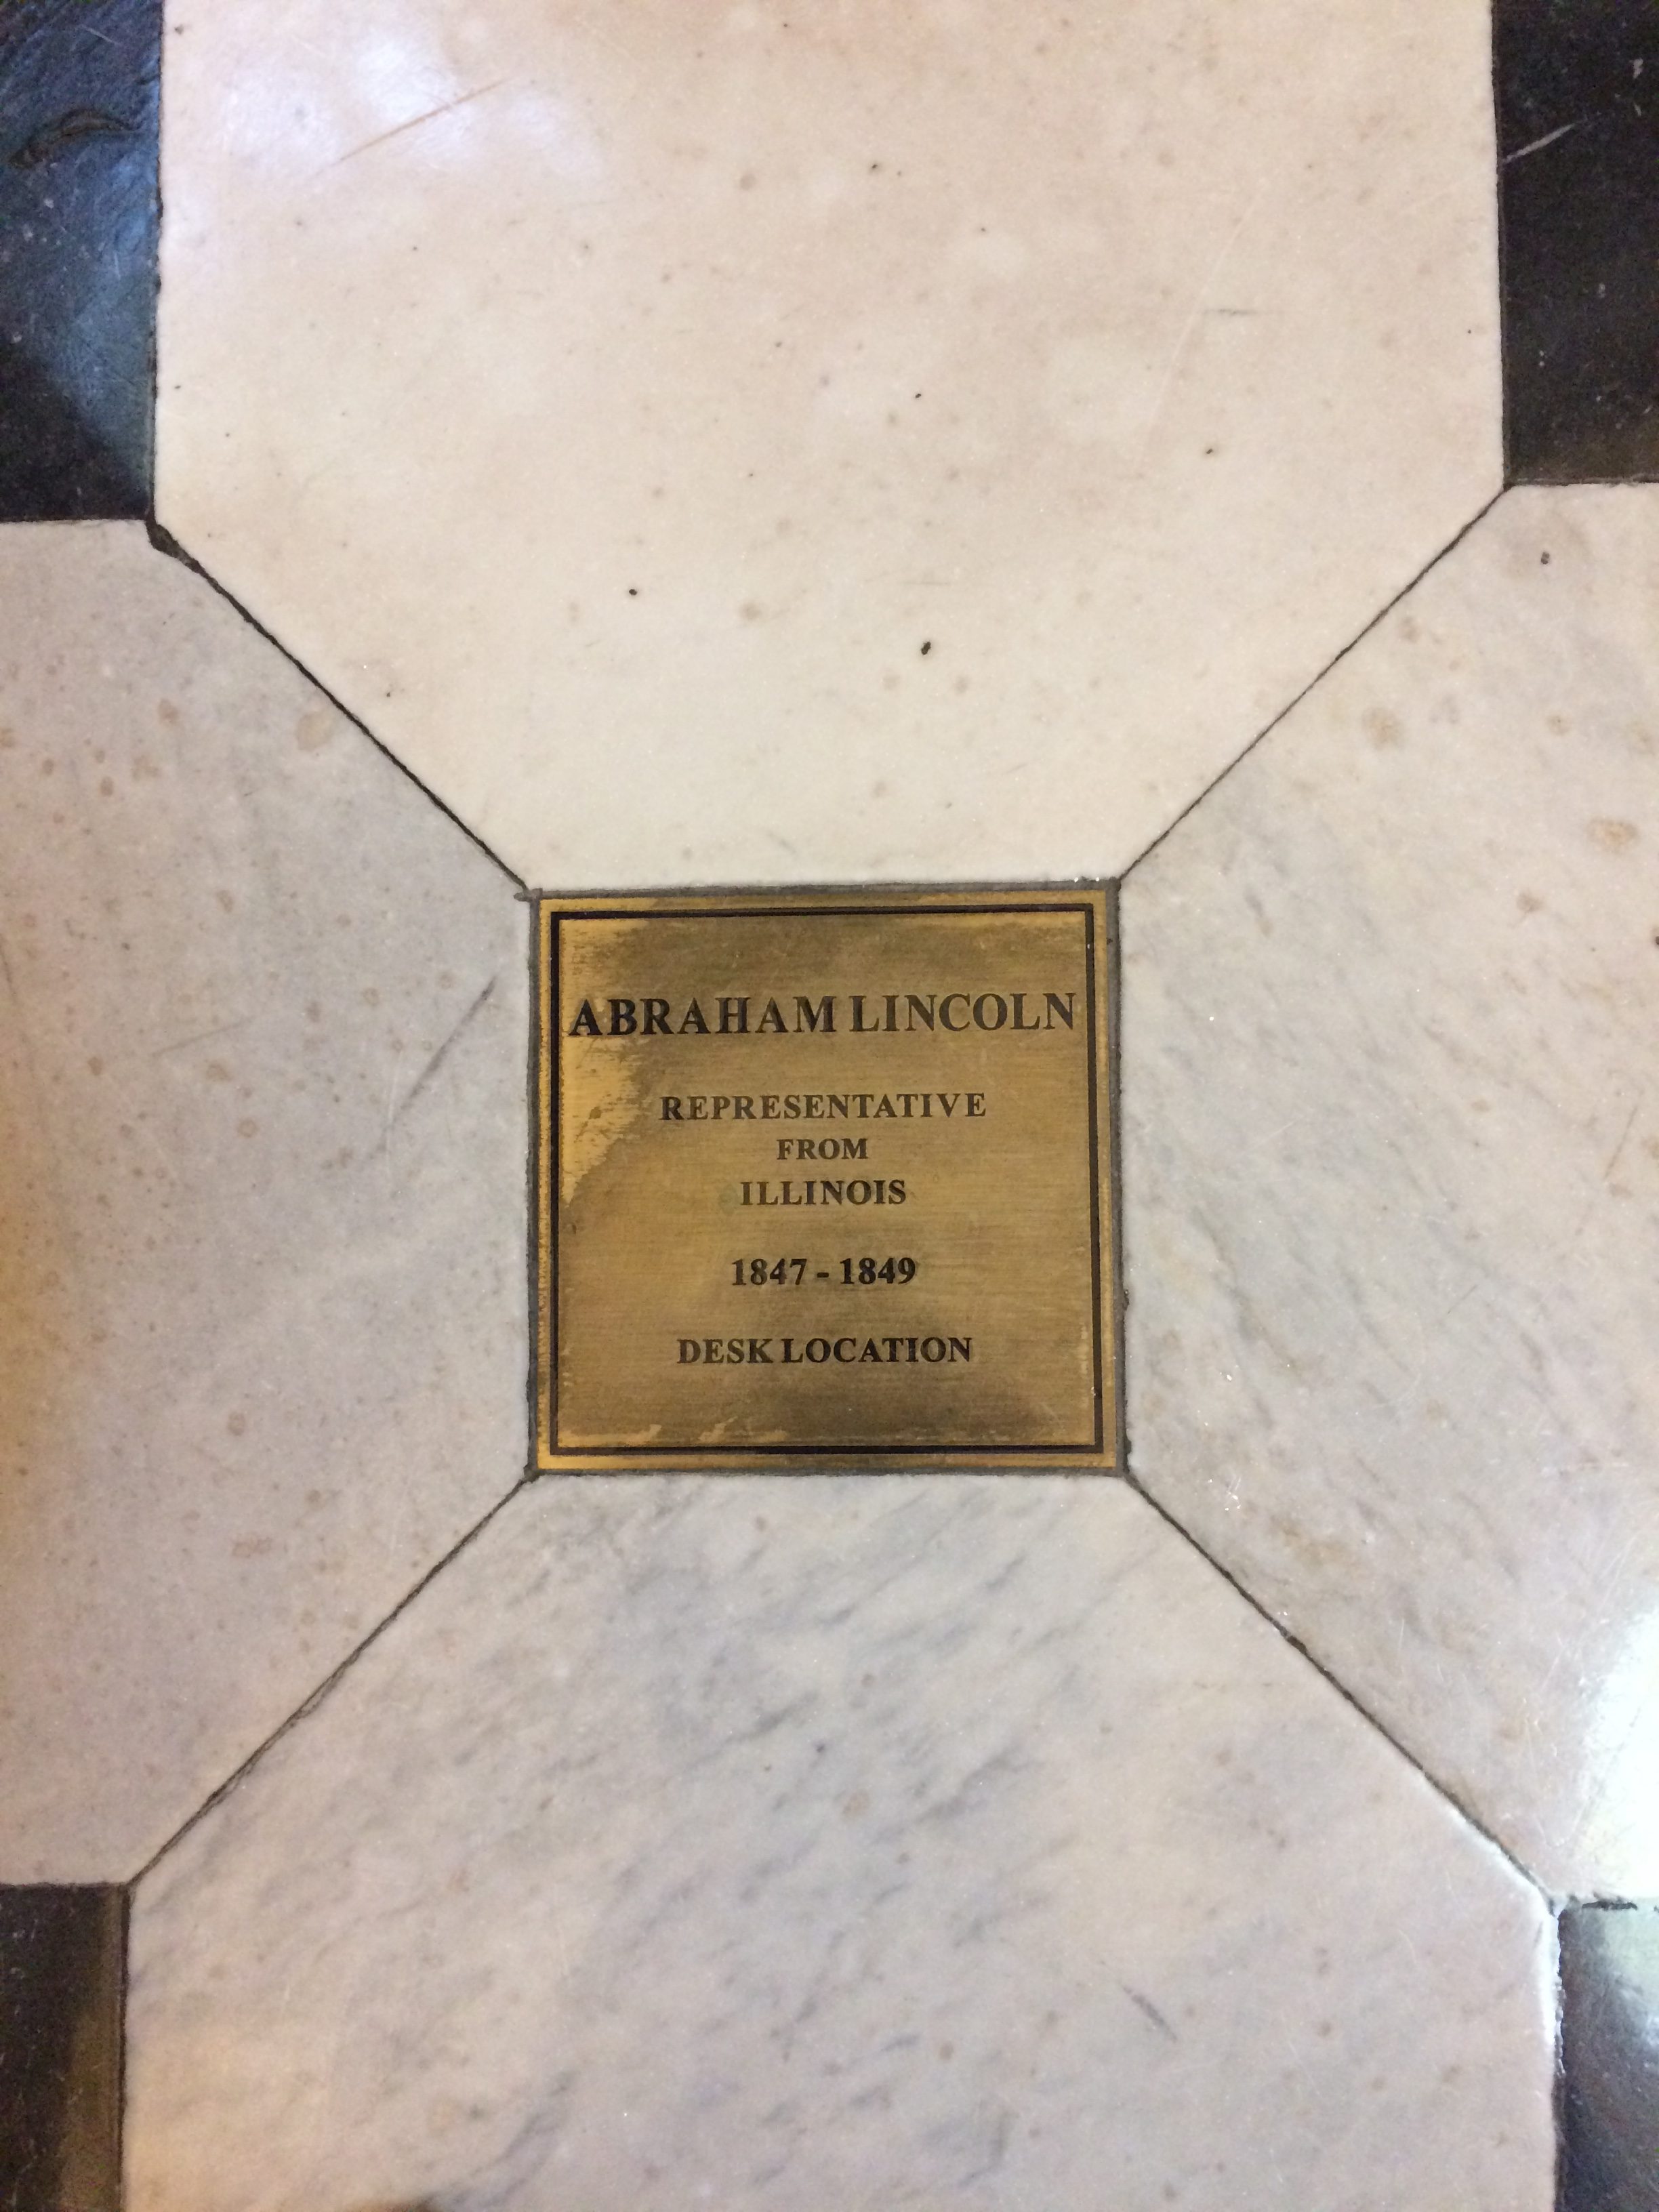 ABRAHAM LINCOLN
REPRESENTATIVE
FROM
ILLINOIS
1847 - 1849
DESK LOCATION